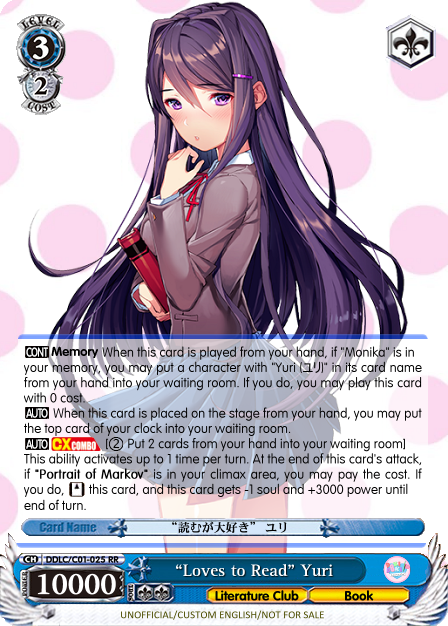 LEVEL
3
2
COST
CONT Memory When this card is played from your hand, if "Monika" is in
your memory, you may put a character with "Yuri (ユリ)" in its card name
from your hand into your waiting room. If you do, you may play this card
with 0 cost.
AUTO When this card is placed on the stage from your hand, you may put
the top card of your clock into your waiting room.
AUTO CXCOMBO [② Put 2 cards from your hand into your waiting room]
This ability activates up to 1 time per turn. At the end of this card's attack,
if "Portrait of Markov" is in your climax area, you may pay the cost. If
you do, [⬆] this card, and this card gets -1 soul and +3000 power until
end of turn.
Card Name
“読むが大好き” ユリ
CH DDLC/C01-025 RR
POWER
10000
SOUL
“Loves to Read” Yuri
Literature Club
Book
UNOFFICIAL/CUSTOM ENGLISH/NOT FOR SALE